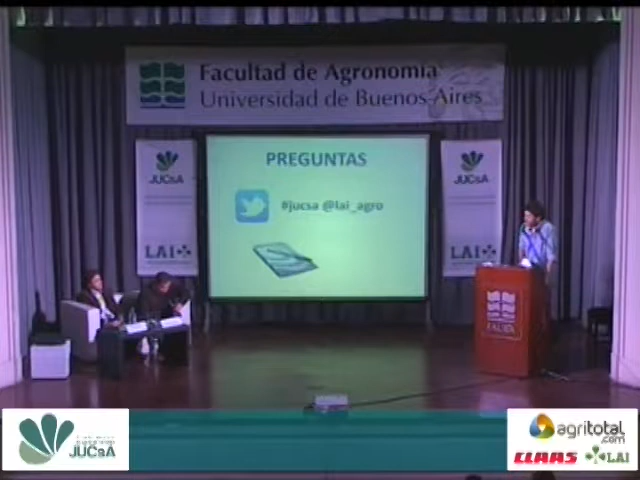 Facultad de Agronomía
Universidad de Buenos Aires
JUCsA
LAI
PREGUNTAS
#jucsa @lai_agro
JUCsA
LAI
FAUBA
JUCsA
agritotal
.com
CLAAS
LAI